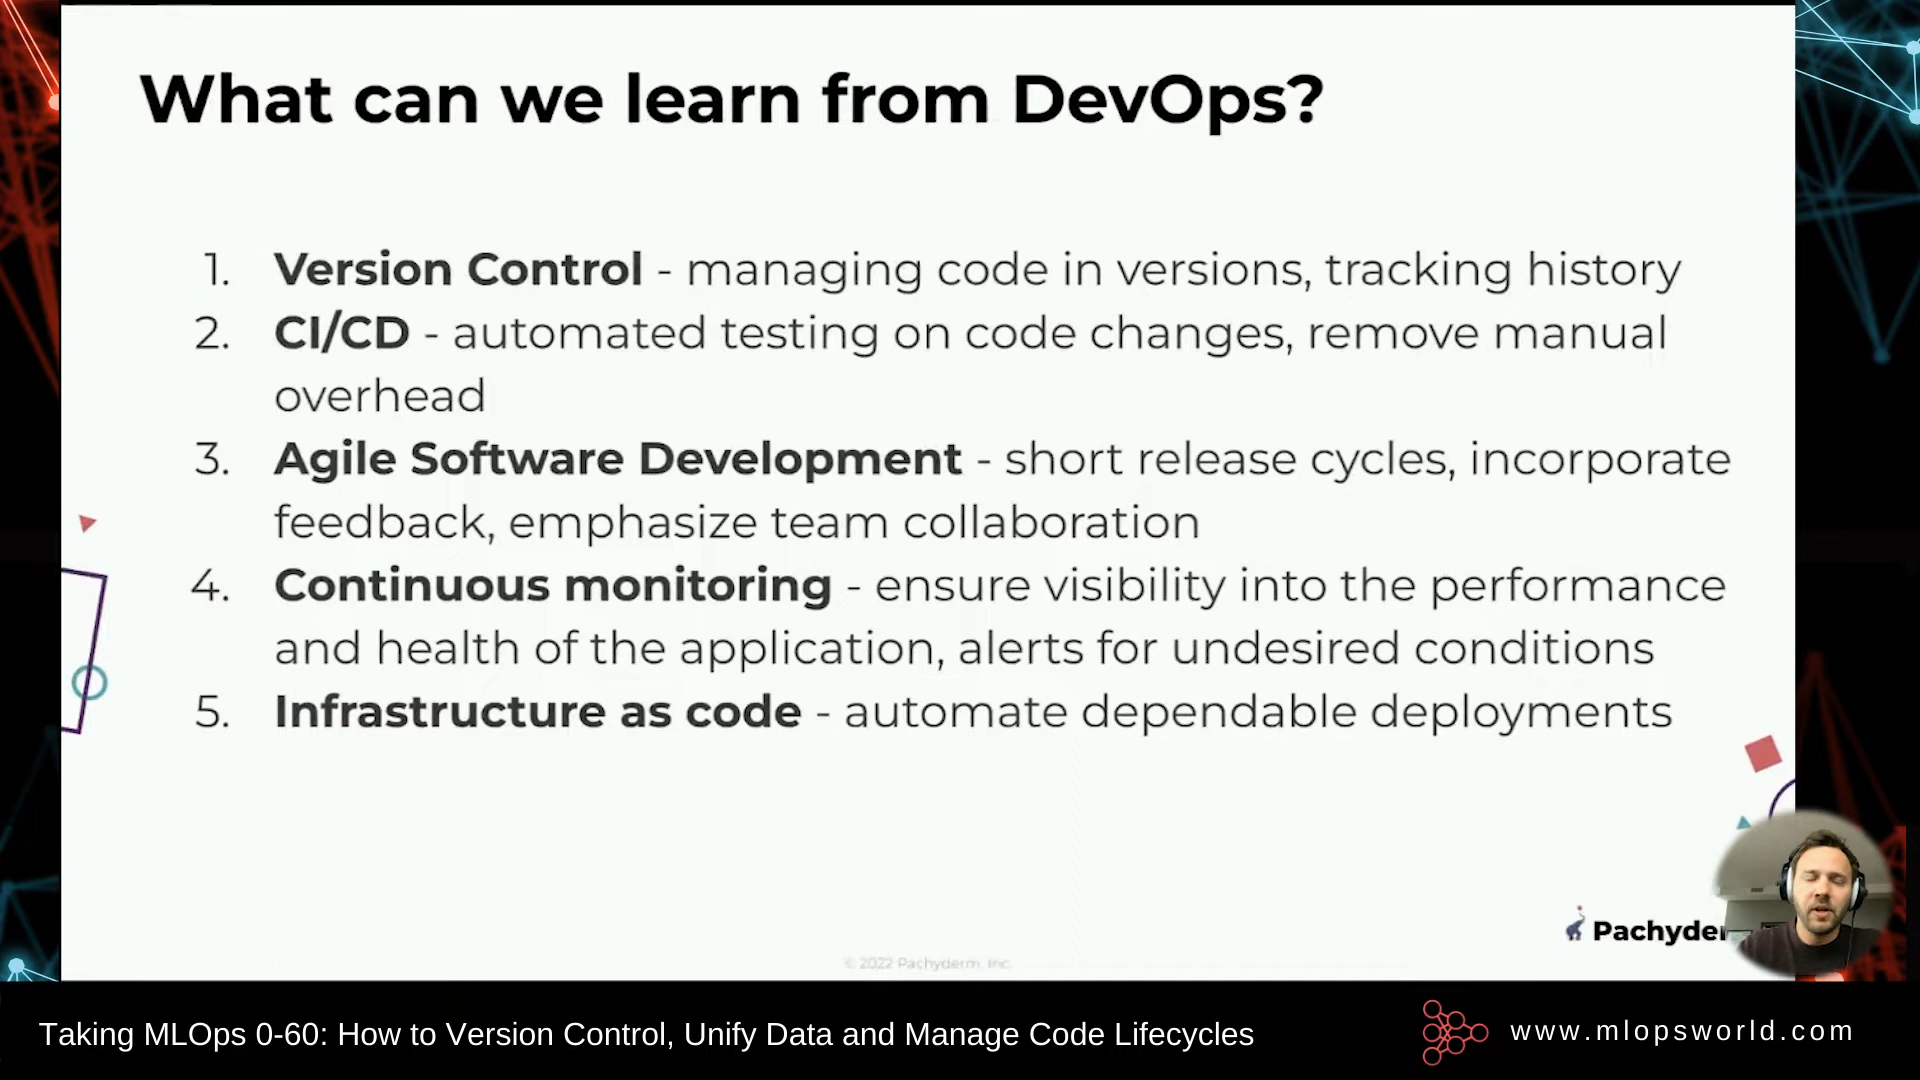 What can we learn from DevOps?
1. Version Control - managing code in versions, tracking history
2. CI/CD - automated testing on code changes, remove manual
overhead
3. Agile Software Development - short release cycles, incorporate
feedback, emphasize team collaboration
4. Continuous monitoring - ensure visibility into the performance
and health of the application, alerts for undesired conditions
5. Infrastructure as code - automate dependable deployments
© 2022 Pachyderm, Inc.
Taking MLOps 0-60: How to Version Control, Unify Data and Manage Code Lifecycles
www.mlopsworld.com